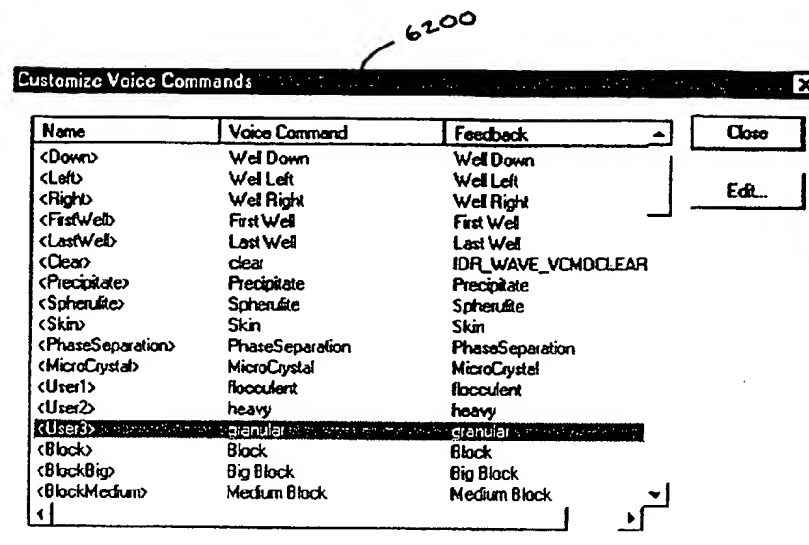 6200
Customize Voice Commands
Name Voice Command Feedback Close
<Down> Well Down Well Down
<Left> Well Left Well Left
<Right> Well Right Well Right Edit...
<FirstWell> First Well First Well
<LastWell> Last Well Last Well
<Clear> clear IDR_WAVE_VCMDCLEAR
<Precipitate> Precipitate Precipitate
<Spherulite> Spherulite Spherulite
<Skin> Skin Skin
<PhaseSeparation> PhaseSeparation PhaseSeparation
<MicroCrystal> MicroCrystal MicroCrystal
<User1> flocculent flocculent
<User2> heavy heavy
<User3> granular granular
<Block> Block Block
<BlockBig> Big Block Big Block
<BlockMedium> Medium Block Medium Block